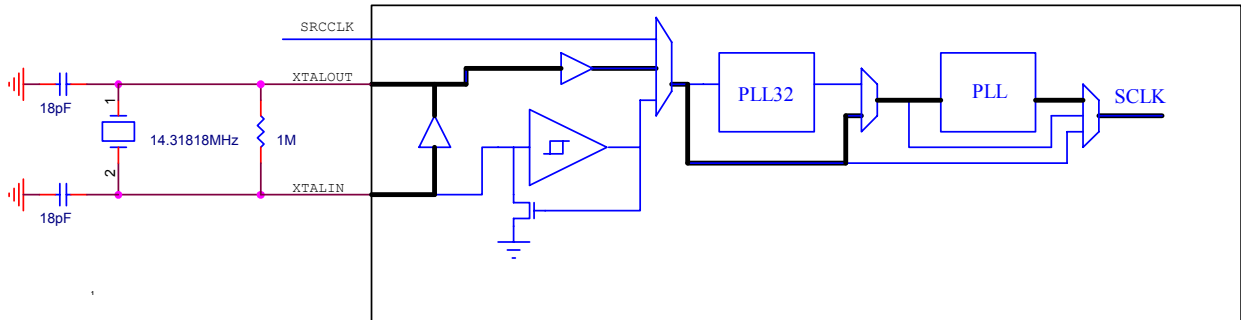 SRCCLK
XTALOUT
18pF
1
14.31818MHz
1M
2
XTALIN
18pF
PLL32
PLL
SCLK